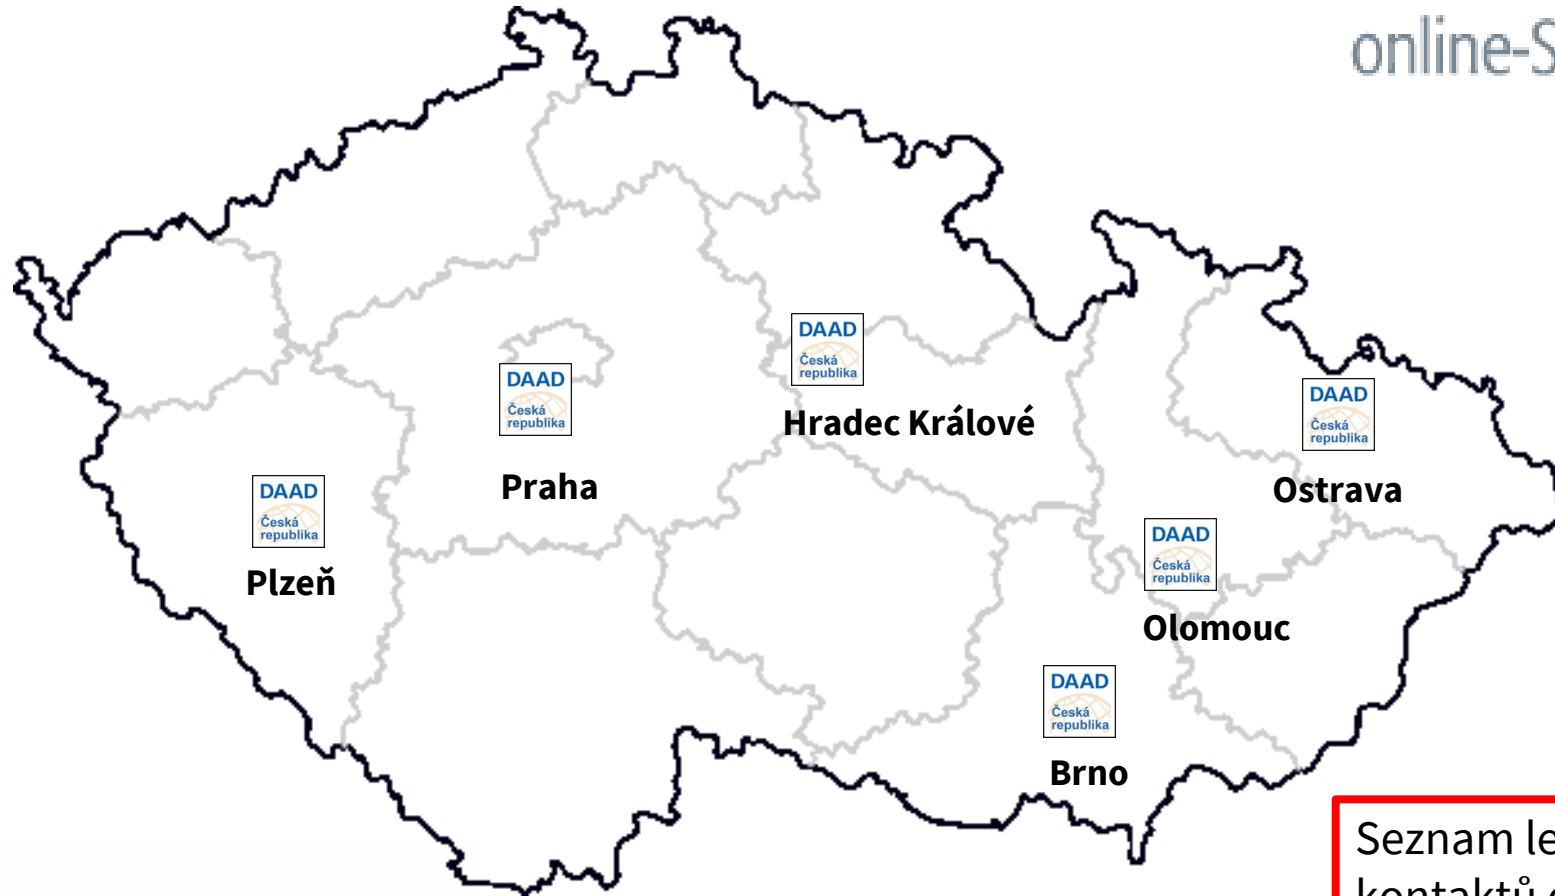 online-S
DAAD
Česká
republika
Hradec Králové
DAAD
Česká
republika
Praha
DAAD
Česká
republika
Ostrava
DAAD
Česká
republika
Plzeň
DAAD
Česká
republika
Olomouc
DAAD
Česká
republika
Brno
Seznam le